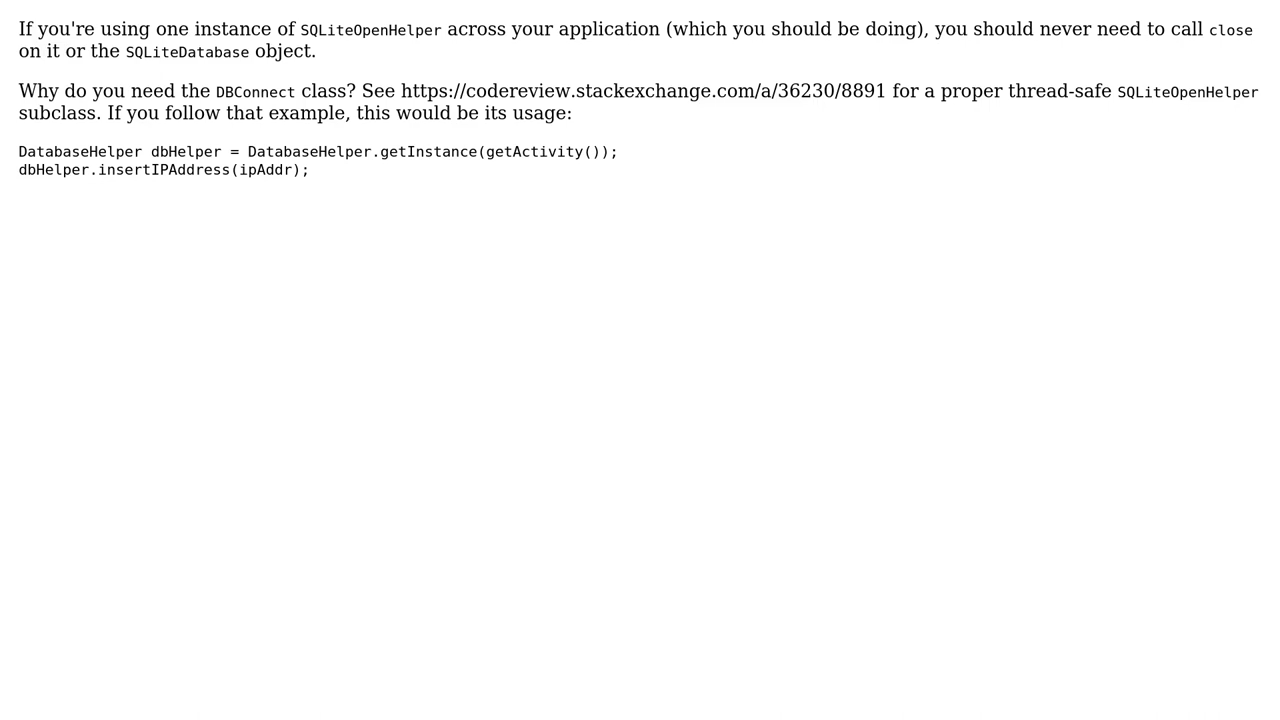 If you're using one instance of SQLiteOpenHelper across your application (which you should be doing), you should never need to call close
on it or the SQLiteDatabase object.
Why do you need the DBConnect class? See https://codereview.stackexchange.com/a/36230/8891 for a proper thread-safe SQLiteOpenHelper
subclass. If you follow that example, this would be its usage:
DatabaseHelper dbHelper = DatabaseHelper.getInstance(getActivity());
dbHelper.insertIPAddress(ipAddr);